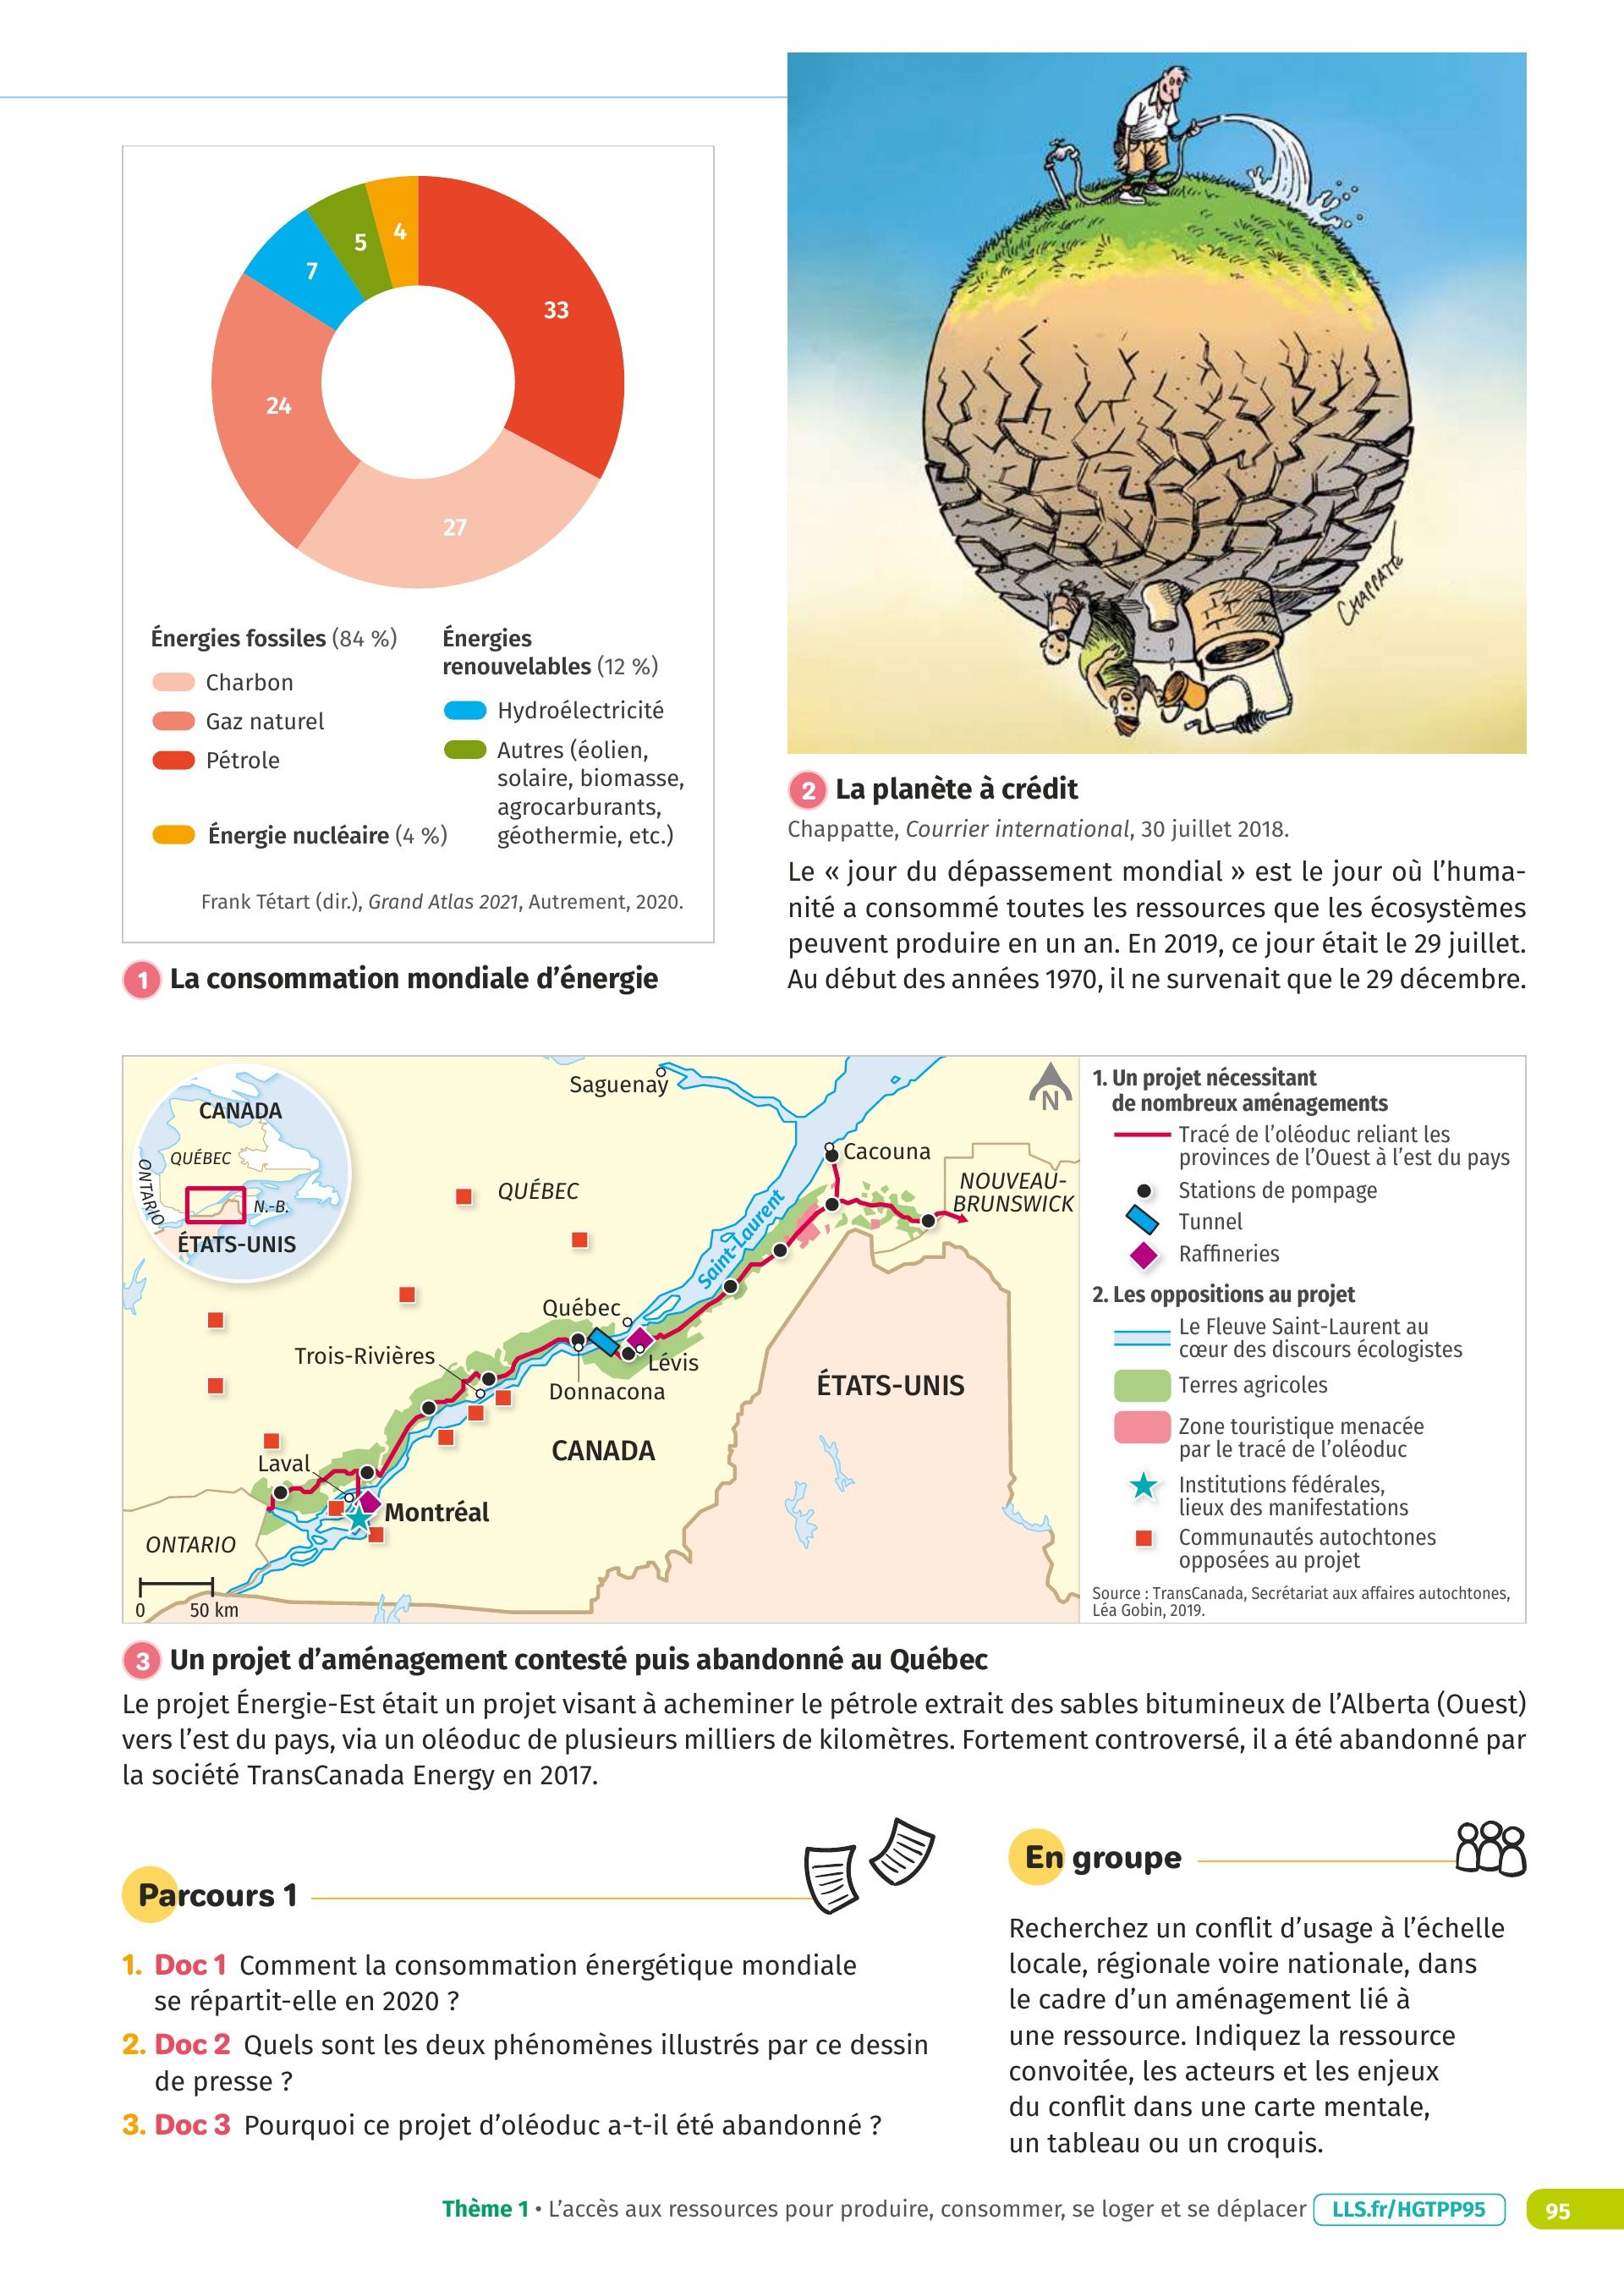 33
27
24
7
5
4
Énergies fossiles (84 %)
Charbon
Gaz naturel
Pétrole
Énergie nucléaire (4 %)
Énergies
renouvelables (12 %)
Hydroélectricité
Autres (éolien,
solaire, biomasse,
agrocarburants,
géothermie, etc.)
Frank Tétart (dir.), Grand Atlas 2021, Autrement, 2020.
1 La consommation mondiale d’énergie
CHAPPATTE
2 La planète à crédit
Chappatte, Courrier international, 30 juillet 2018.
Le « jour du dépassement mondial » est le jour où l’huma-
nité a consommé toutes les ressources que les écosystèmes
peuvent produire en un an. En 2019, ce jour était le 29 juillet.
Au début des années 1970, il ne survenait que le 29 décembre.
CANADA
QUÉBEC
ONTARIO
N.-B.
ÉTATS-UNIS
Saguenay
Cacouna
QUÉBEC
NOUVEAU-
BRUNSWICK
Saint-Laurent
Québec
Trois-Rivières
Lévis
Donnacona
ÉTATS-UNIS
CANADA
Laval
Montréal
ONTARIO
0 50 km
N
1. Un projet nécessitant
de nombreux aménagements
Tracé de l’oléoduc reliant les
provinces de l’Ouest à l’est du pays
Stations de pompage
Tunnel
Raffineries
2. Les oppositions au projet
Le Fleuve Saint-Laurent au
cœur des discours écologistes
Terres agricoles
Zone touristique menacée
par le tracé de l’oléoduc
Institutions fédérales,
lieux des manifestations
Communautés autochtones
opposées au projet
Source : TransCanada, Secrétariat aux affaires autochtones,
Léa Gobin, 2019.
3 Un projet d’aménagement contesté puis abandonné au Québec
Le projet Énergie-Est était un projet visant à acheminer le pétrole extrait des sables bitumineux de l’Alberta (Ouest)
vers l’est du pays, via un oléoduc de plusieurs milliers de kilomètres. Fortement controversé, il a été abandonné par
la société TransCanada Energy en 2017.
Parcours 1
1. Doc 1 Comment la consommation énergétique mondiale
se répartit-elle en 2020 ?
2. Doc 2 Quels sont les deux phénomènes illustrés par ce dessin
de presse ?
3. Doc 3 Pourquoi ce projet d’oléoduc a-t-il été abandonné ?
En groupe
Recherchez un conflit d’usage à l’échelle
locale, régionale voire nationale, dans
le cadre d’un aménagement lié à
une ressource. Indiquez la ressource
convoitée, les acteurs et les enjeux
du conflit dans une carte mentale,
un tableau ou un croquis.
Thème 1 • L’accès aux ressources pour produire, consommer, se loger et se déplacer LLS.fr/HGTPP95 95